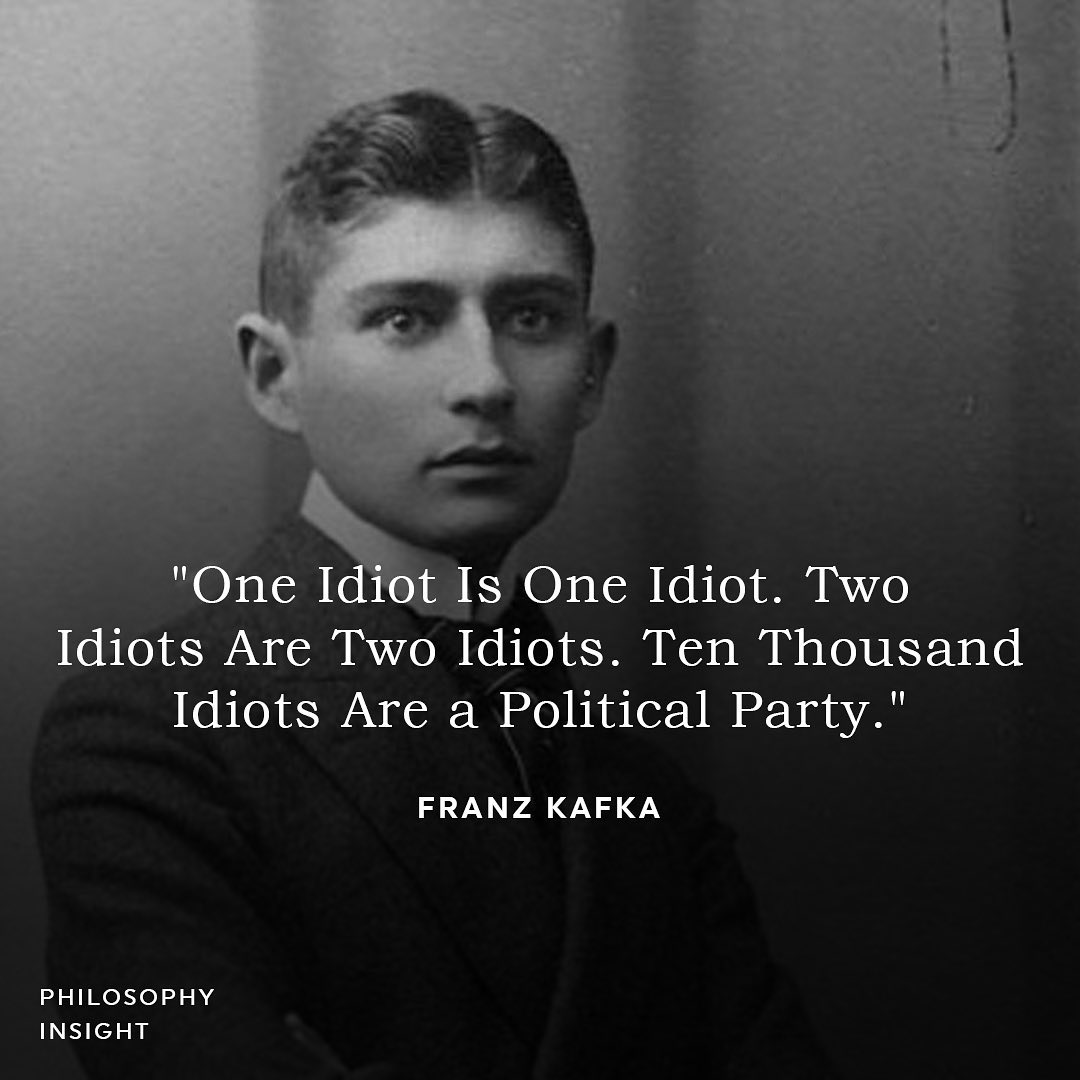 "One Idiot Is One Idiot. Two
Idiots Are Two Idiots. Ten Thousand
Idiots Are a Political Party."
FRANZ KAFKA
PHILOSOPHY
INSIGHT